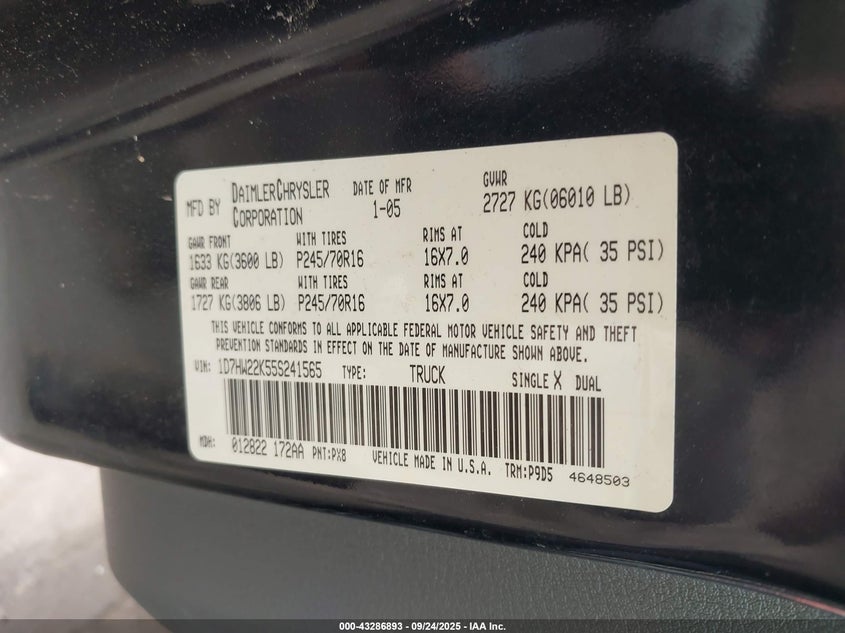 MFD BY DAIMLERCHRYSLER CORPORATION DATE OF MFR 1-05 GVWR 2727 KG(06010 LB)
GAWR FRONT WITH TIRES RIMS AT COLD
1633 KG(3600 LB) P245/70R16 16X7.0 240 KPA( 35 PSI)
GAWR REAR WITH TIRES RIMS AT COLD
1727 KG(3806 LB) P245/70R16 16X7.0 240 KPA( 35 PSI)
THIS VEHICLE CONFORMS TO ALL APPLICABLE FEDERAL MOTOR VEHICLE SAFETY AND THEFT
PREVENTION STANDARDS IN EFFECT ON THE DATE OF MANUFACTURE SHOWN ABOVE.
VIN: 1D7HW22K55S241565 TYPE: TRUCK SINGLE X DUAL
MDH: 012822 172AA PNT:PX8 VEHICLE MADE IN U.S.A. TRM:P9D5 4648503
000-43286893 / 09/24/2025 - IAA Inc.